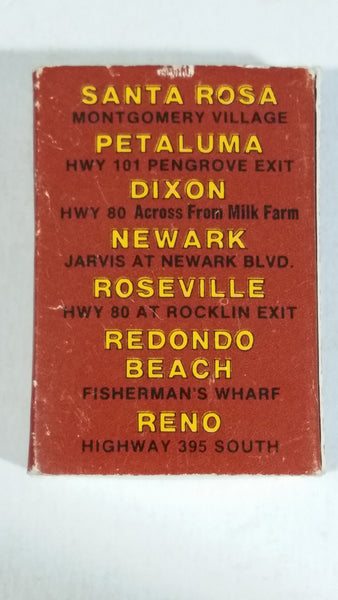 SANTA ROSA
MONTGOMERY VILLAGE
PETALUMA
HWY 101 PENGROVE EXIT
DIXON
HWY 80 Across From Milk Farm
NEWARK
JARVIS AT NEWARK BLVD.
ROSEVILLE
HWY 80 AT ROCKLIN EXIT
REDONDO
BEACH
FISHERMAN'S WHARF
RENO
HIGHWAY 395 SOUTH